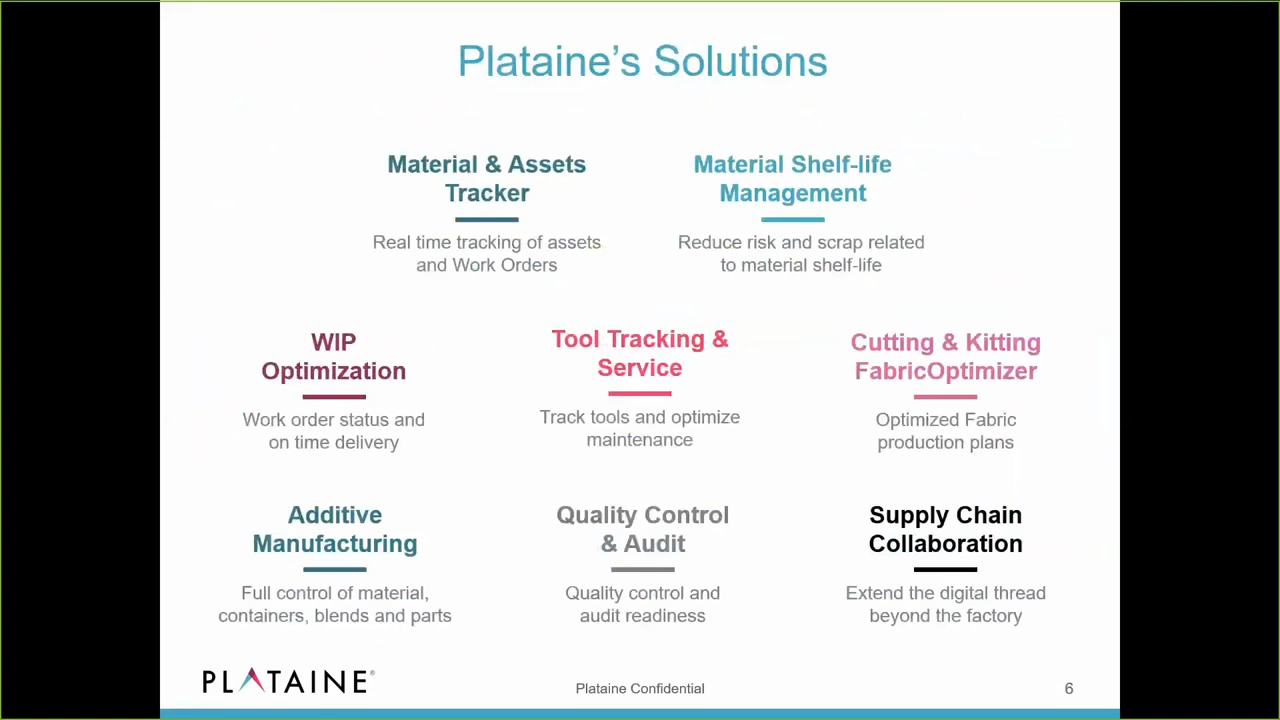 Plataine's Solutions
Material & Assets
Tracker
Real time tracking of assets
and Work Orders
Material Shelf-life
Management
Reduce risk and scrap related
to material shelf-life
WIP
Optimization
Work order status and
on time delivery
Tool Tracking &
Service
Track tools and optimize
maintenance
Cutting & Kitting
FabricOptimizer
Optimized Fabric
production plans
Additive
Manufacturing
Full control of material,
containers, blends and parts
Quality Control
& Audit
Quality control and
audit readiness
Supply Chain
Collaboration
Extend the digital thread
beyond the factory
PLATAINE®
Plataine Confidential
6